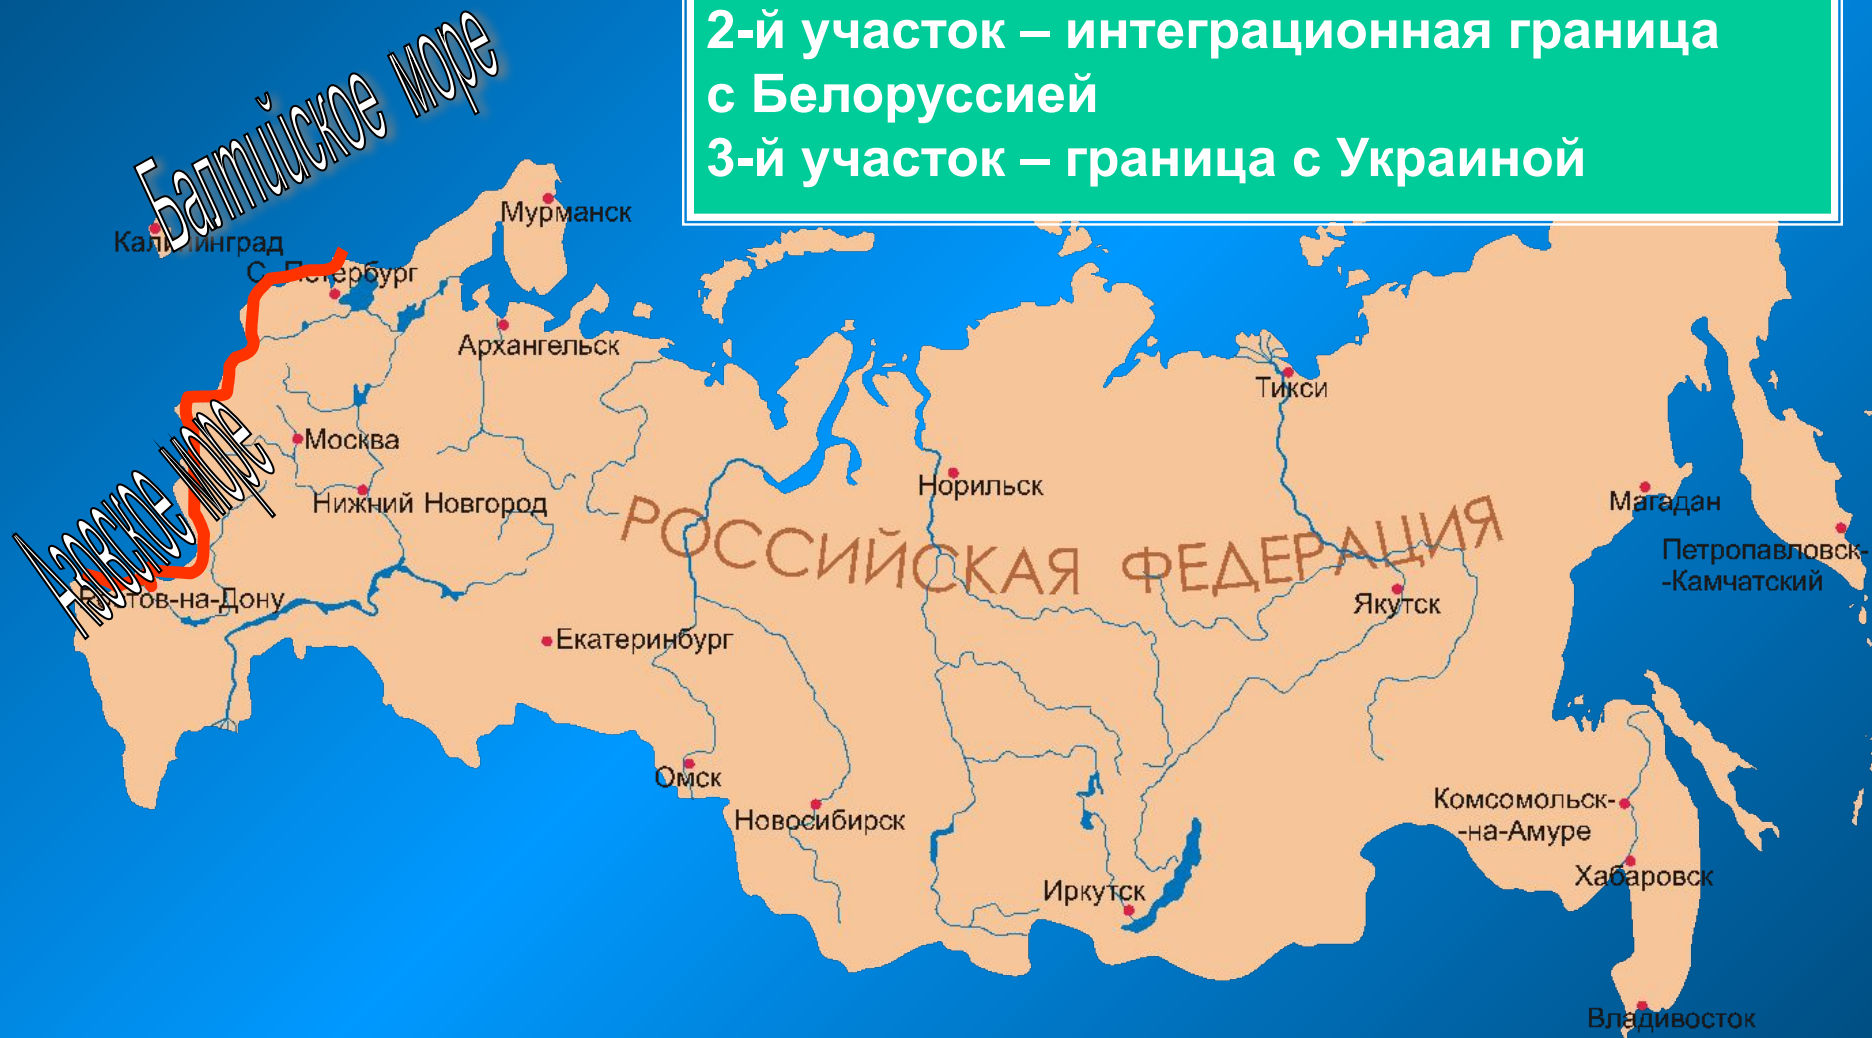 2-й участок – интеграционная граница
с Белоруссией
3-й участок – граница с Украиной
Балтийское море
Мурманск
Калининград
С.-Петербург
Архангельск
Тикси
Азовское море
Москва
Норильск
Нижний Новгород
Магадан
РОССИЙСКАЯ ФЕДЕРАЦИЯ
Петропавловск-
-Камчатский
Ростов-на-Дону
Якутск
Екатеринбург
Омск
Новосибирск
Комсомольск-
-на-Амуре
Хабаровск
Иркутск
Владивосток